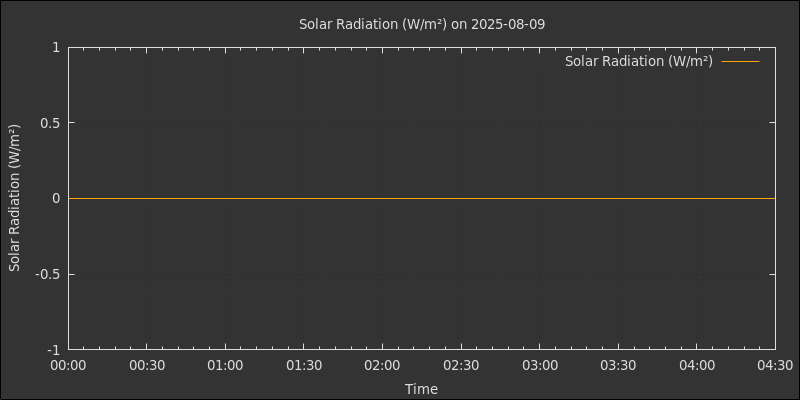 Solar Radiation (W/m²) on 2025-08-09
Solar Radiation (W/m²)
Solar Radiation (W/m²)
1
0.5
0
-0.5
-1
00:00 00:30 01:00 01:30 02:00 02:30 03:00 03:30 04:00 04:30
Time